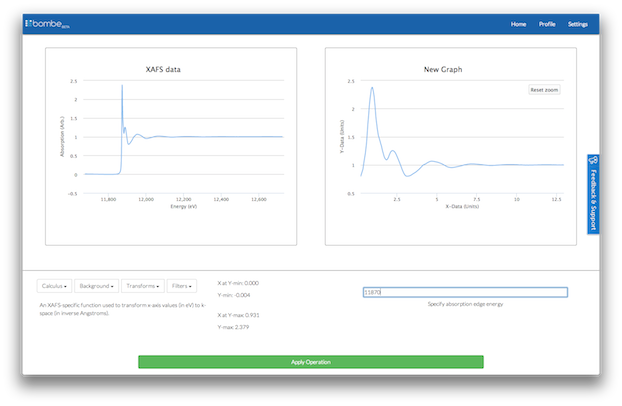 bombe BETA
Home Profile Settings
XAFS data
2.5
2
1.5
1
0.5
0
-0.5
Absorption (Arb.)
11,800 12,000 12,200 12,400 12,600
Energy (eV)
New Graph
Reset zoom
2.5
2
1.5
1
0.5
Y-Data (Units)
2.5 5 7.5 10 12.5
X-Data (Units)
Feedback & Support
Calculus Background Transforms Filters
An XAFS-specific function used to transform x-axis values (in eV) to k-
space (in inverse Angstroms).
X at Y-min: 0.000
Y-min: -0.004
X at Y-max: 0.931
Y-max: 2.379
11870
Specify absorption edge energy
Apply Operation